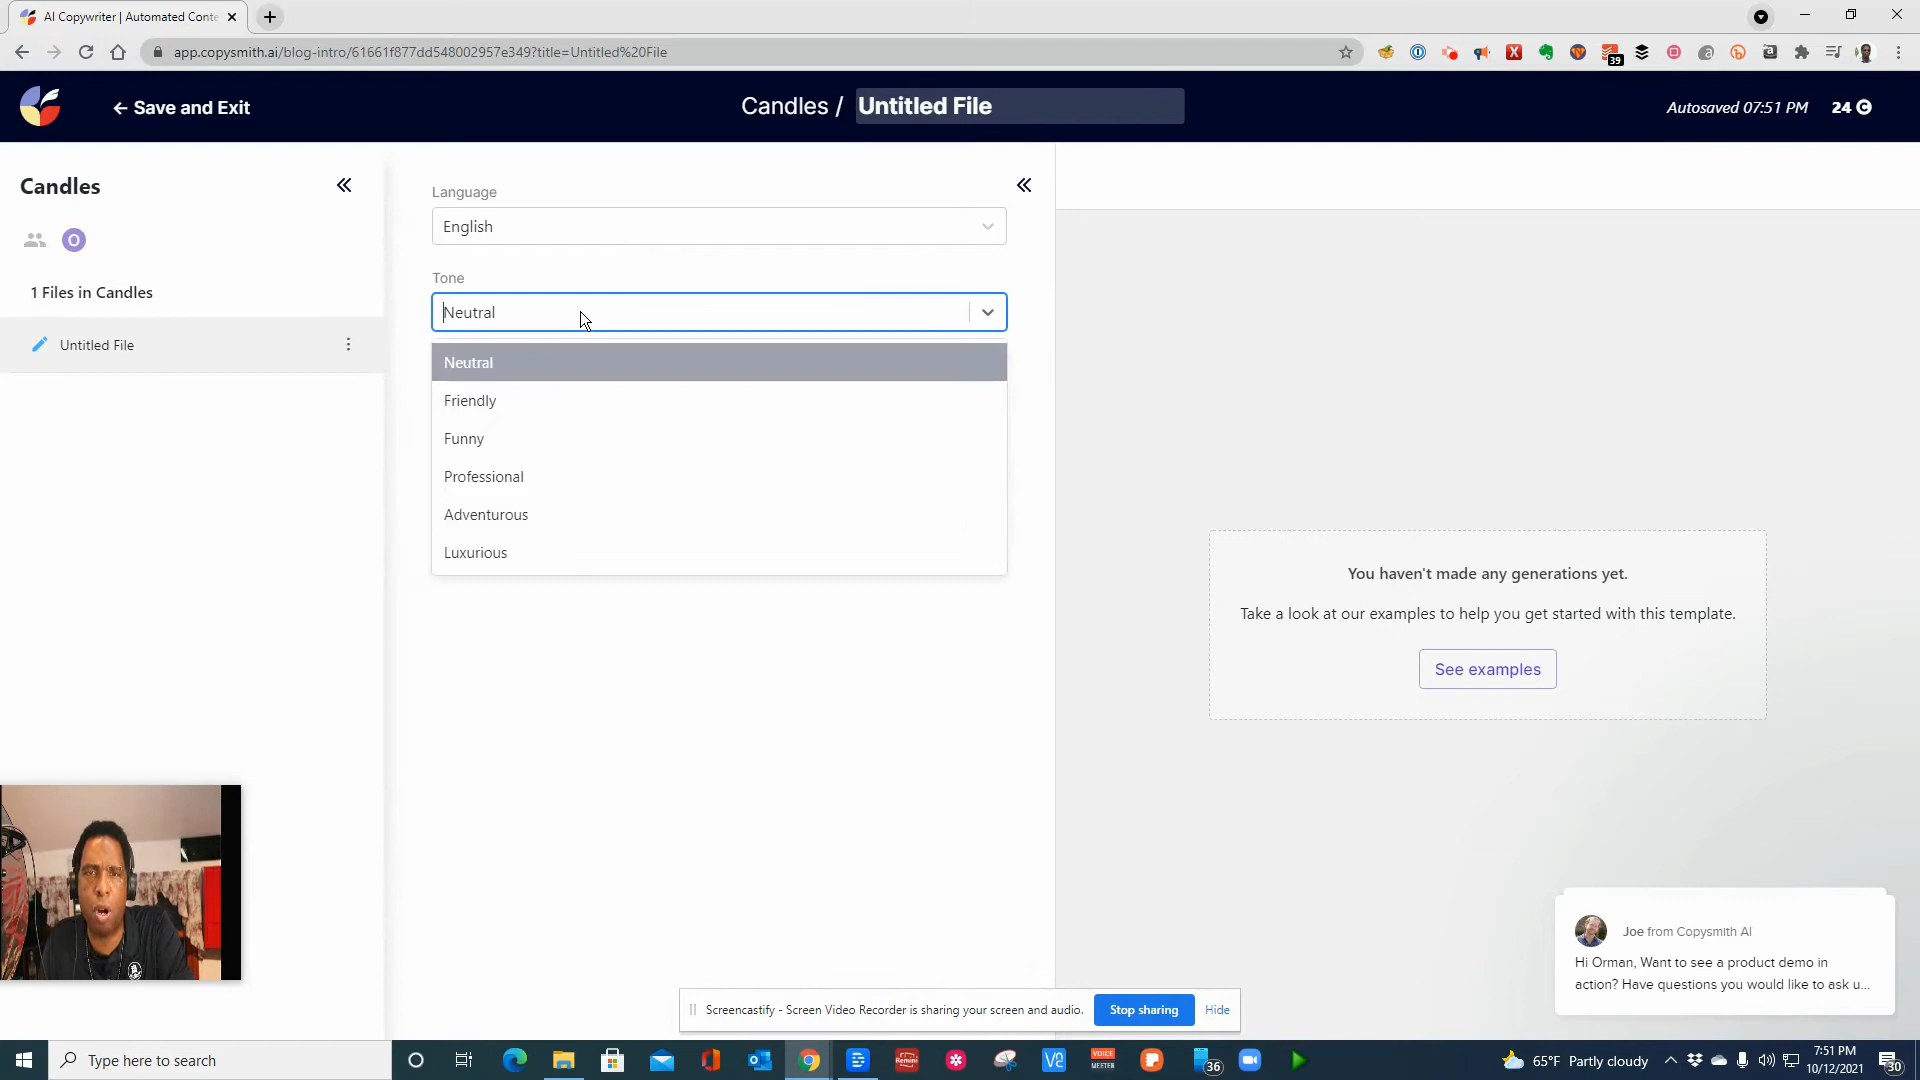 AI Copywriter | Automated Conte
app.copysmith.ai/blog-intro/61661f877dd548002957e349?title=Untitled%20File
39
← Save and Exit
Candles / Untitled File
Autosaved 07:51 PM
24 C
Candles
O
1 Files in Candles
Untitled File
Language
English
Tone
Neutral
Neutral
Friendly
Funny
Professional
Adventurous
Luxurious
You haven't made any generations yet.
Take a look at our examples to help you get started with this template.
See examples
Joe from Copysmith AI
Hi Orman, Want to see a product demo in
action? Have questions you would like to ask u...
Screencastify - Screen Video Recorder is sharing your screen and audio.
Stop sharing
Hide
Type here to search
VOICE
MEETER
36
65°F Partly cloudy
7:51 PM
10/12/2021
30